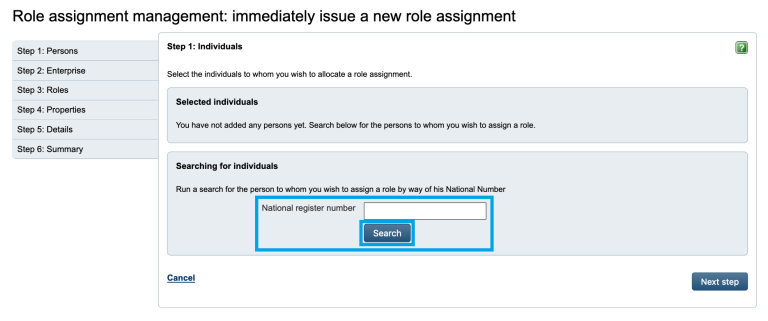 Role assignment management: immediately issue a new role assignment
Step 1: Persons
Step 2: Enterprise
Step 3: Roles
Step 4: Properties
Step 5: Details
Step 6: Summary
Step 1: Individuals
?
Select the individuals to whom you wish to allocate a role assignment.
Selected individuals
You have not added any persons yet. Search below for the persons to whom you wish to assign a role.
Searching for individuals
Run a search for the person to whom you wish to assign a role by way of his National Number
National register number
Search
Cancel
Next step